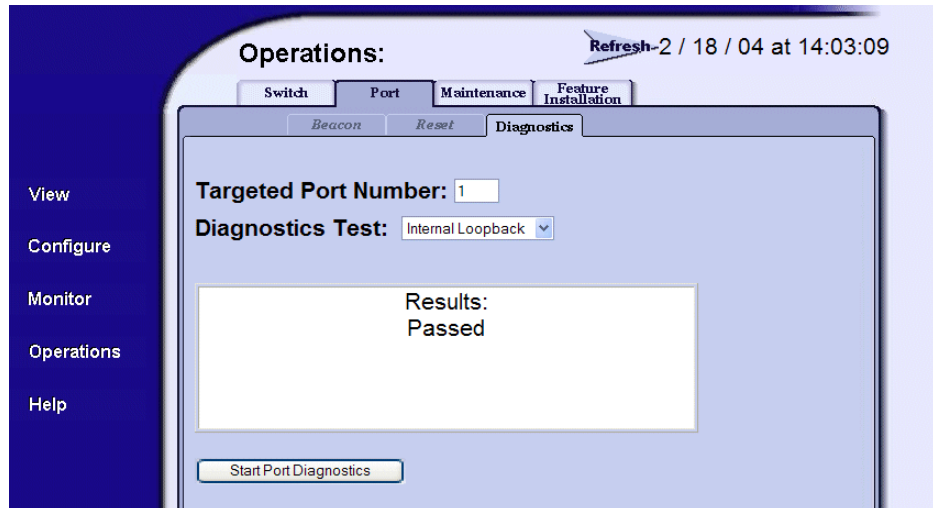 Operations:
Refresh-2 / 18 / 04 at 14:03:09
Switch Port Maintenance Feature Installation
Beacon Reset Diagnostics
View
Configure
Monitor
Operations
Help
Targeted Port Number: 1
Diagnostics Test: Internal Loopback
Results:
Passed
Start Port Diagnostics